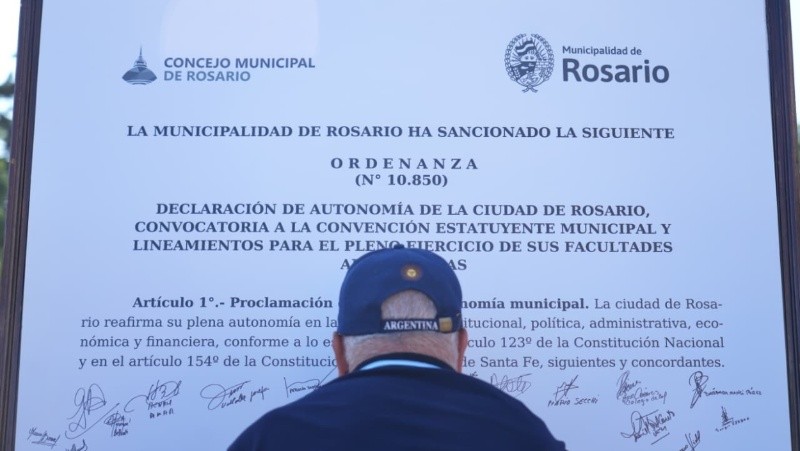 CONCEJO MUNICIPAL
DE ROSARIO
Municipalidad de
Rosario
LA MUNICIPALIDAD DE ROSARIO HA SANCIONADO LA SIGUIENTE
ORDENANZA
(N° 10.850)
DECLARACIÓN DE AUTONOMÍA DE LA CIUDAD DE ROSARIO,
CONVOCATORIA A LA CONVENCIÓN ESTATUYENTE MUNICIPAL Y
LINEAMIENTOS PARA EL PLENO EJERCICIO DE SUS FACULTADES
Artículo 1°.- Proclamación municipal. La ciudad de Rosa-
rio reafirma su plena autonomía en política, administrativa, eco-
nómica y financiera, conforme a lo 123º de la Constitución Nacional
y en el artículo 154º de la Constitución de Santa Fe, siguientes y concordantes.
ARGENTINA